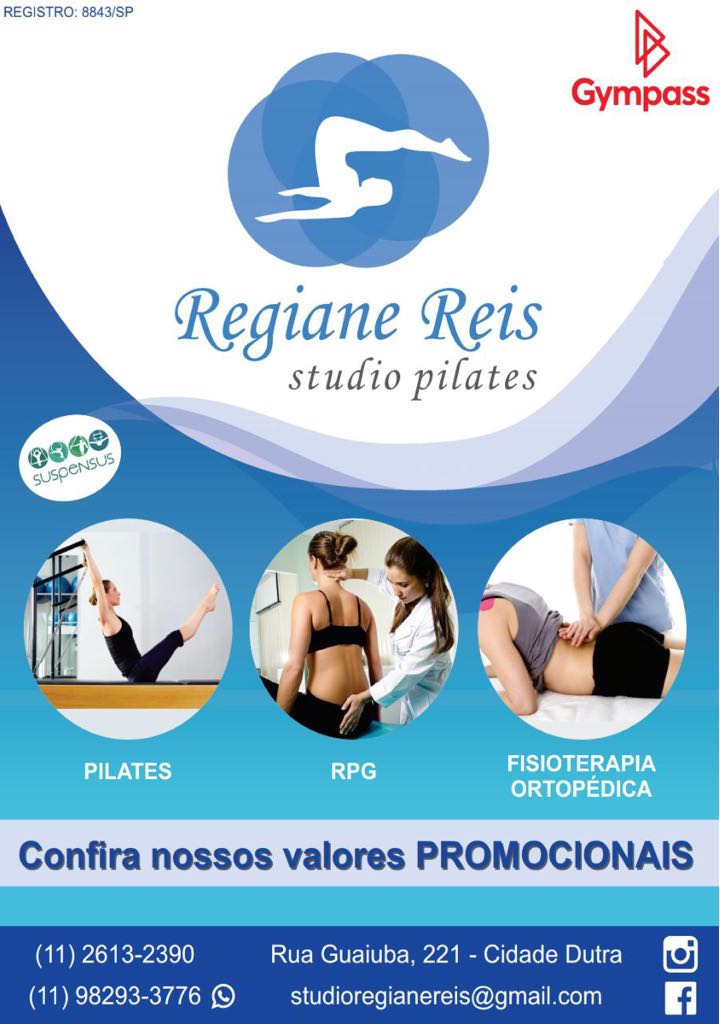 REGISTRO: 8843/SP
Gympass
Regiane Reis
studio pilates
suspensus
PILATES
RPG
FISIOTERAPIA
ORTOPÉDICA
Confira nossos valores PROMOCIONAIS
(11) 2613-2390
Rua Guaiuba, 221 - Cidade Dutra
(11) 98293-3776
studioregianereis@gmail.com